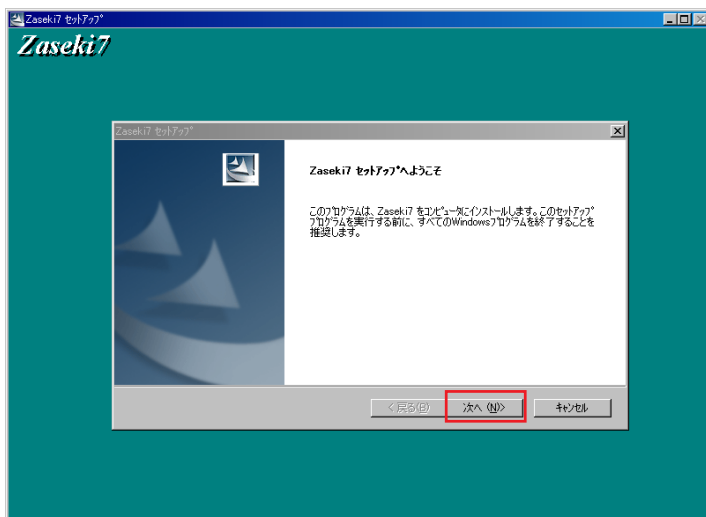 Zaseki7 ｾｯﾄｱｯﾌﾟ
Zaseki7
Zaseki7 ｾｯﾄｱｯﾌﾟ
Zaseki7 ｾｯﾄｱｯﾌﾟへようこそ
このﾌﾟﾛｸﾞﾗﾑは、Zaseki7 をｺﾝﾋﾟｭｰﾀにｲﾝｽﾄｰﾙします。このｾｯﾄｱｯﾌﾟ
ﾌﾟﾛｸﾞﾗﾑを実行する前に、すべてのWindowsﾌﾟﾛｸﾞﾗﾑを終了することを
推奨します。
< 戻る(B)
次へ (N)>
ｷｬﾝｾﾙ